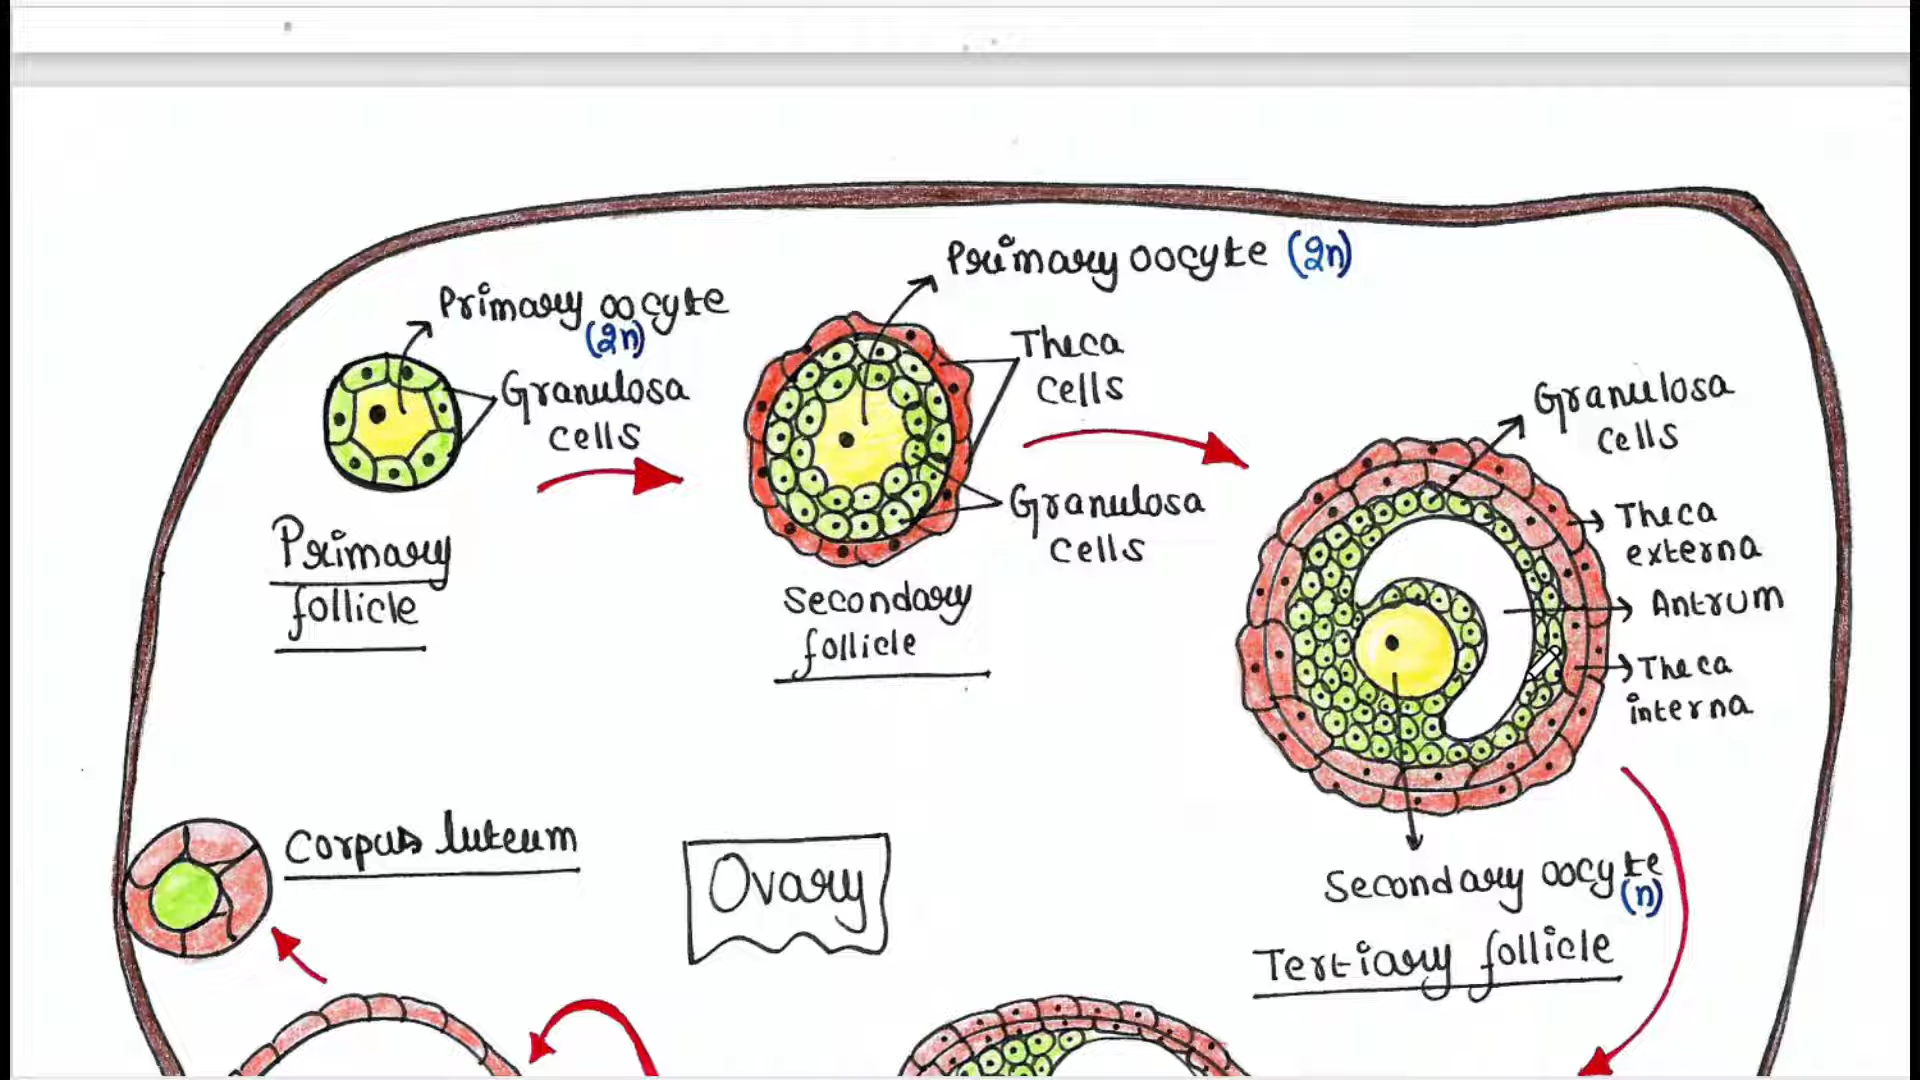 Primary oocyte
(2n)
Granulosa
cells
Primary
follicle
Primary oocyte (2n)
Theca
cells
Granulosa
cells
Secondary
follicle
Granulosa
cells
Theca
externa
Antrum
Theca
interna
Secondary oocyte
(n)
Tertiary follicle
Corpus luteum
Ovary